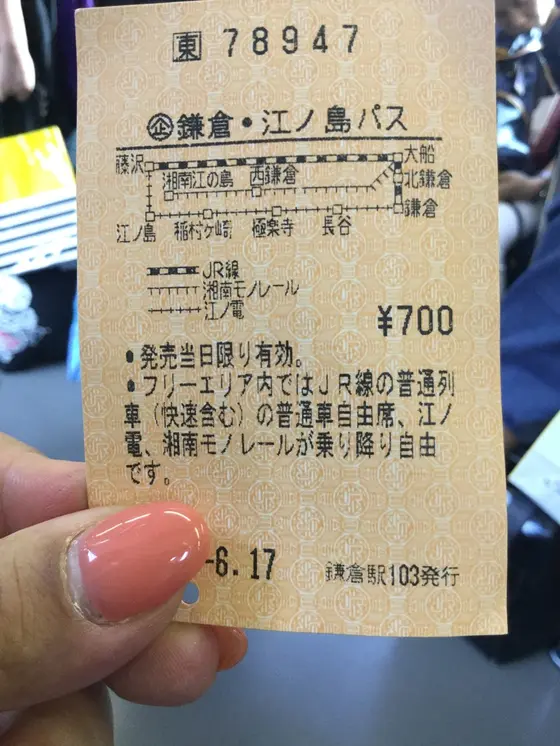 東 78947
企 鎌倉・江ノ島パス
藤沢 大船
湘南江の島 西鎌倉 北鎌倉
鎌倉
江ノ島 稲村ヶ崎 極楽寺 長谷
JR線
湘南モノレール
江ノ電
¥700
●発売当日限り有効。
●フリーエリア内ではJR線の普通列
車(快速含む)の普通車自由席、江ノ
電、湘南モノレールが乗り降り自由
です。
-6.17 鎌倉駅103発行